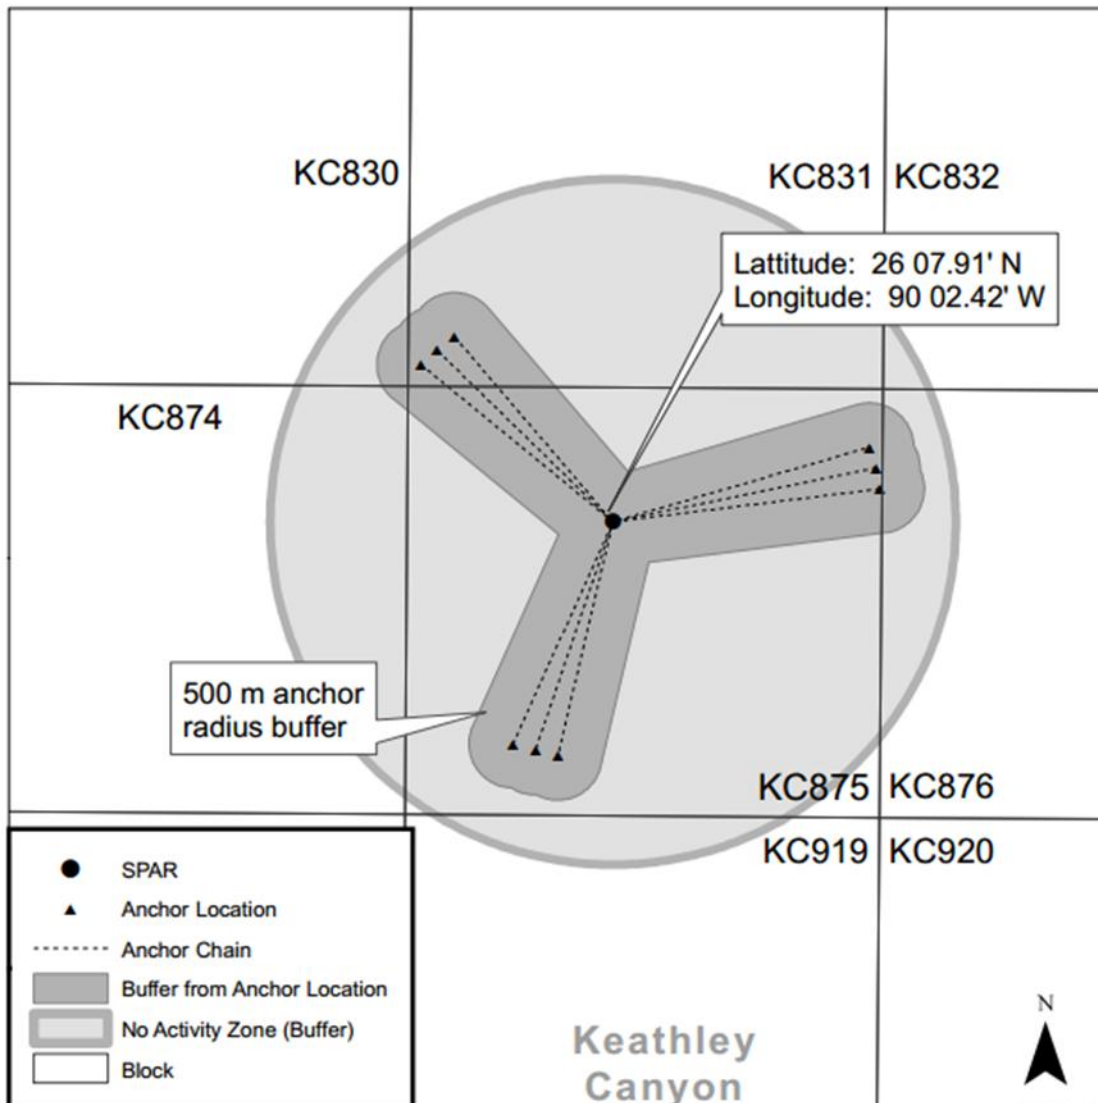 KC830
KC831
KC832
Lattitude: 26 07.91' N
Longitude: 90 02.42' W
KC874
500 m anchor
radius buffer
KC875
KC876
KC919
KC920
SPAR
Anchor Location
Anchor Chain
Buffer from Anchor Location
No Activity Zone (Buffer)
Block
Keathley
Canyon
N